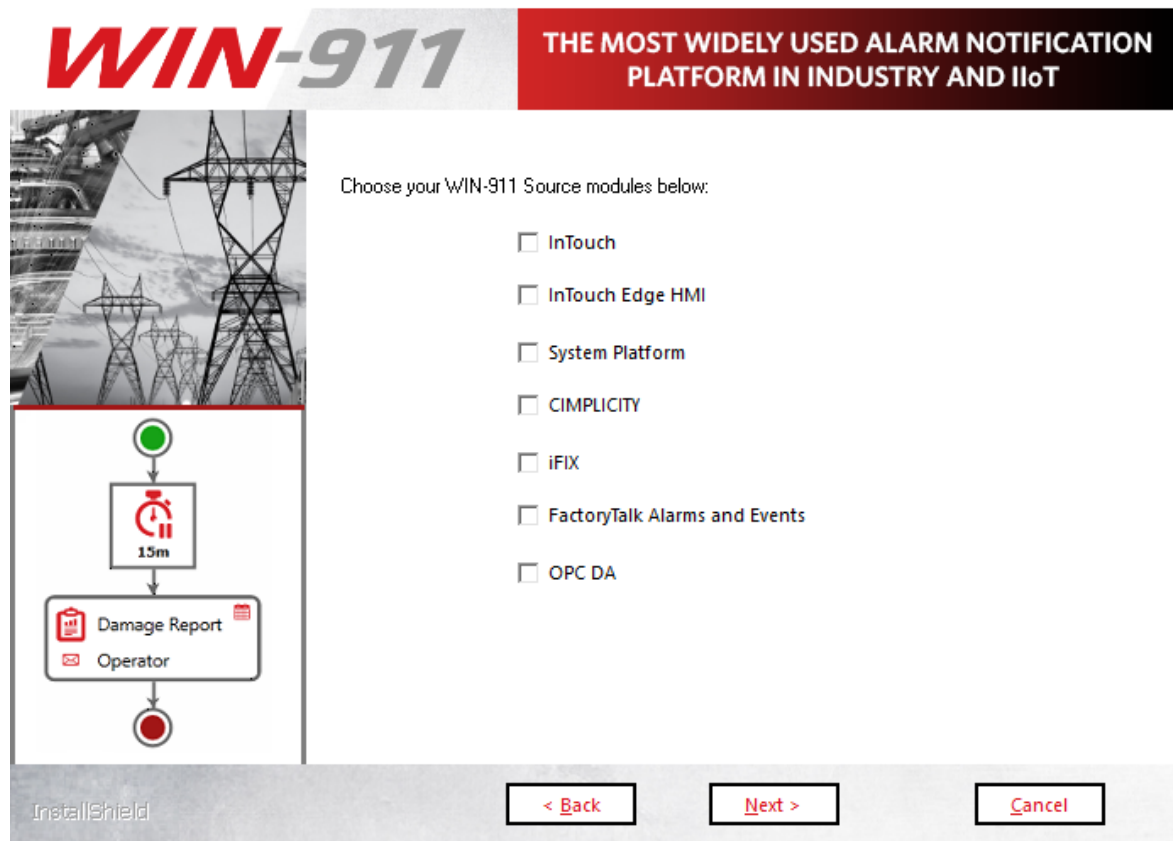 WIN-911
THE MOST WIDELY USED ALARM NOTIFICATION
PLATFORM IN INDUSTRY AND IIoT
Choose your WIN-911 Source modules below:
InTouch
InTouch Edge HMI
System Platform
CIMPLICITY
iFIX
FactoryTalk Alarms and Events
OPC DA
15m
Damage Report
Operator
InstallShield
< Back
Next >
Cancel